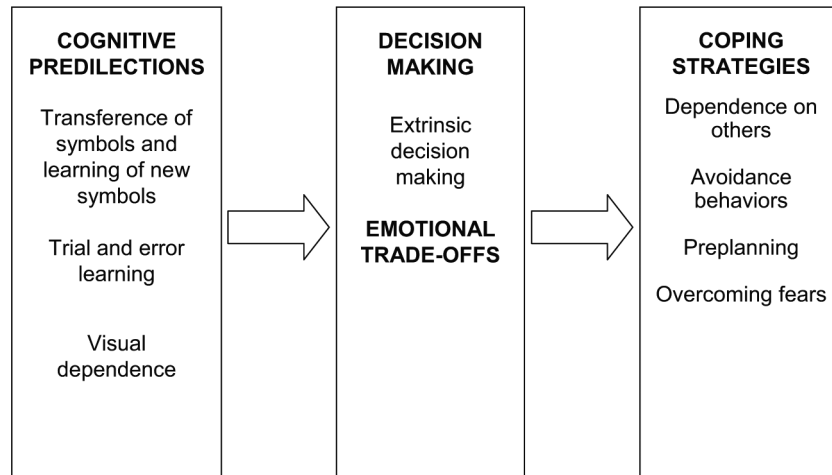 COGNITIVE
PREDILECTIONS
Transference of
symbols and
learning of new
symbols
Trial and error
learning
Visual
dependence
DECISION
MAKING
Extrinsic
decision
making
EMOTIONAL
TRADE-OFFS
COPING
STRATEGIES
Dependence on
others
Avoidance
behaviors
Preplanning
Overcoming fears